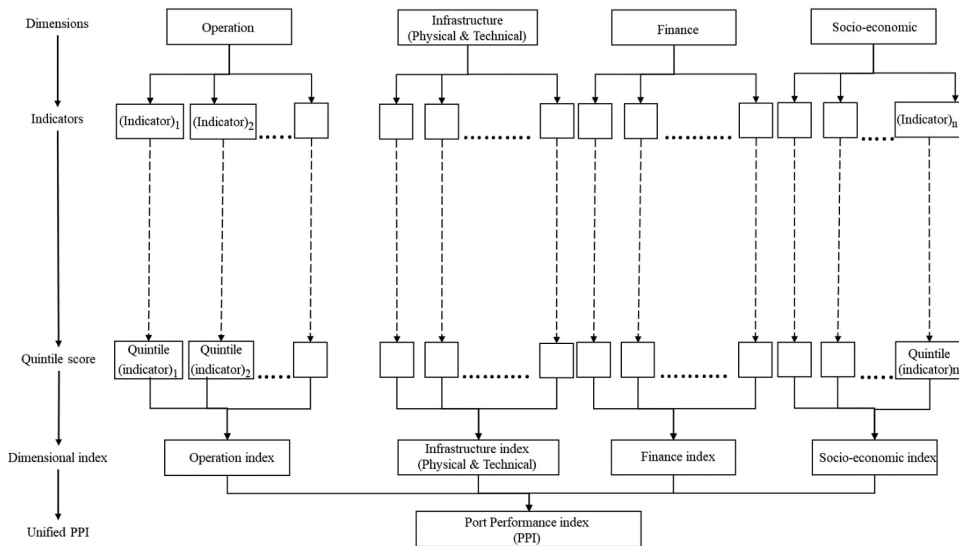 Dimensions
Operation
Infrastructure
(Physical & Technical)
Finance
Socio-economic
Indicators
(Indicator)1
(Indicator)2
(Indicator)n
Quintile score
Quintile
(indicator)1
Quintile
(indicator)2
Quintile
(indicator)n
Dimensional index
Operation index
Infrastructure index
(Physical & Technical)
Finance index
Socio-economic index
Unified PPI
Port Performance index
(PPI)